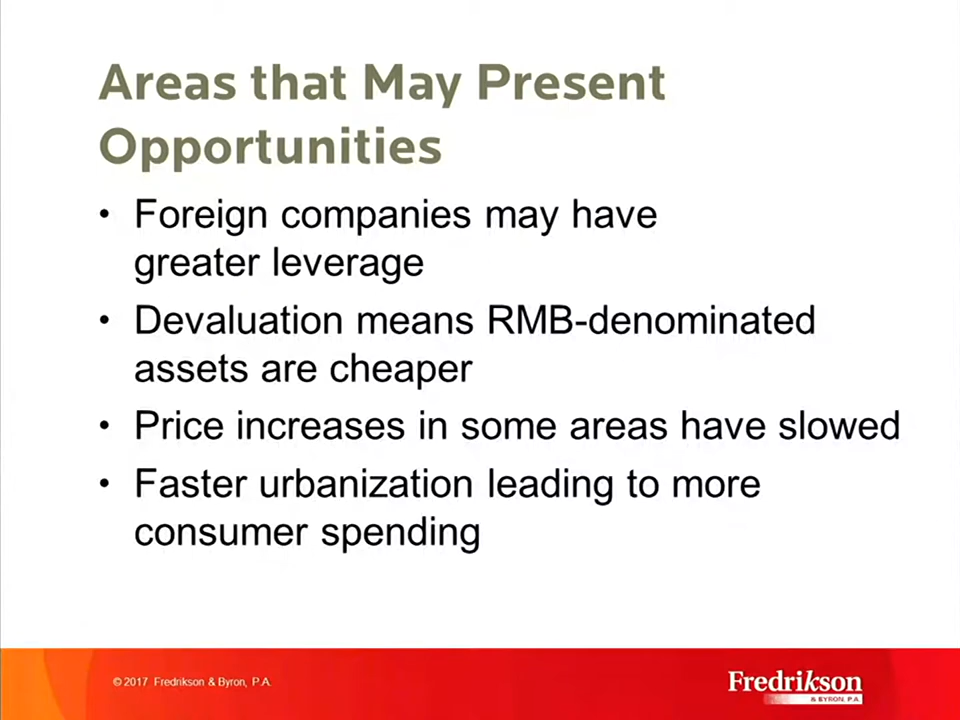 Areas that May Present
Opportunities
• Foreign companies may have
greater leverage
• Devaluation means RMB-denominated
assets are cheaper
• Price increases in some areas have slowed
• Faster urbanization leading to more
consumer spending
© 2017 Fredrikson & Byron, P.A.
Fredrikson
& BYRON, P.A.